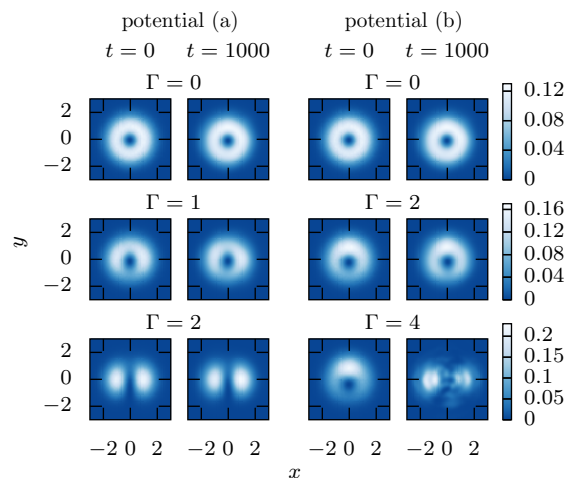 potential (a) potential (b)
t = 0 t = 1000 t = 0 t = 1000
Γ = 0 Γ = 0
2
0
−2
0.12
0.08
0.04
0
Γ = 1 Γ = 2
2
0
−2
0.16
0.12
0.08
0.04
0
y
Γ = 2 Γ = 4
2
0
−2
0.2
0.15
0.1
0.05
0
−2 0 2 −2 0 2 −2 0 2 −2 0 2
x